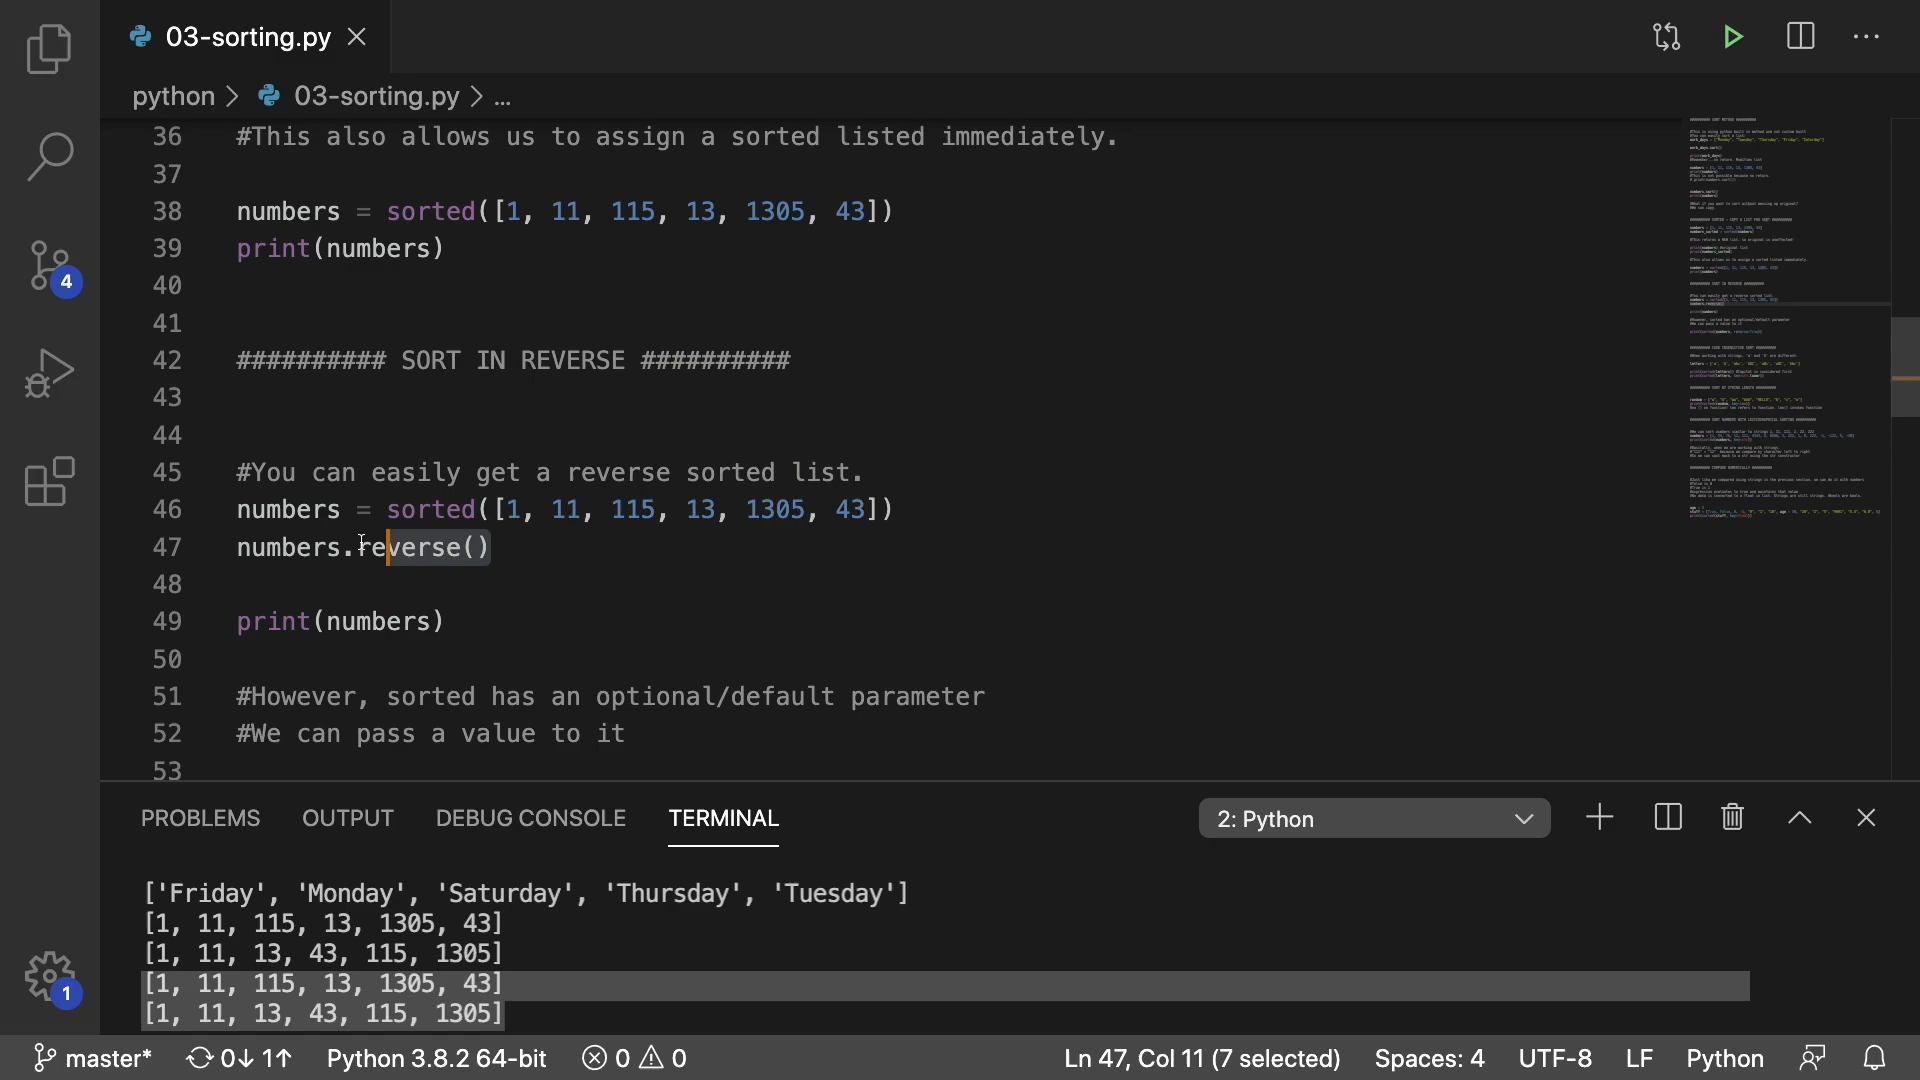 03-sorting.py
python > 03-sorting.py > ...
36 #This also allows us to assign a sorted listed immediately.
37
38 numbers = sorted([1, 11, 115, 13, 1305, 43])
39 print(numbers)
40
41
42 ########## SORT IN REVERSE ##########
43
44
45 #You can easily get a reverse sorted list.
46 numbers = sorted([1, 11, 115, 13, 1305, 43])
47 numbers.reverse()
48
49 print(numbers)
50
51 #However, sorted has an optional/default parameter
52 #We can pass a value to it
53
4
1
PROBLEMS OUTPUT DEBUG CONSOLE TERMINAL 2: Python
['Friday', 'Monday', 'Saturday', 'Thursday', 'Tuesday']
[1, 11, 115, 13, 1305, 43]
[1, 11, 13, 43, 115, 1305]
[1, 11, 115, 13, 1305, 43]
[1, 11, 13, 43, 115, 1305]
master* 0↓ 1↑ Python 3.8.2 64-bit 0 0 Ln 47, Col 11 (7 selected) Spaces: 4 UTF-8 LF Python